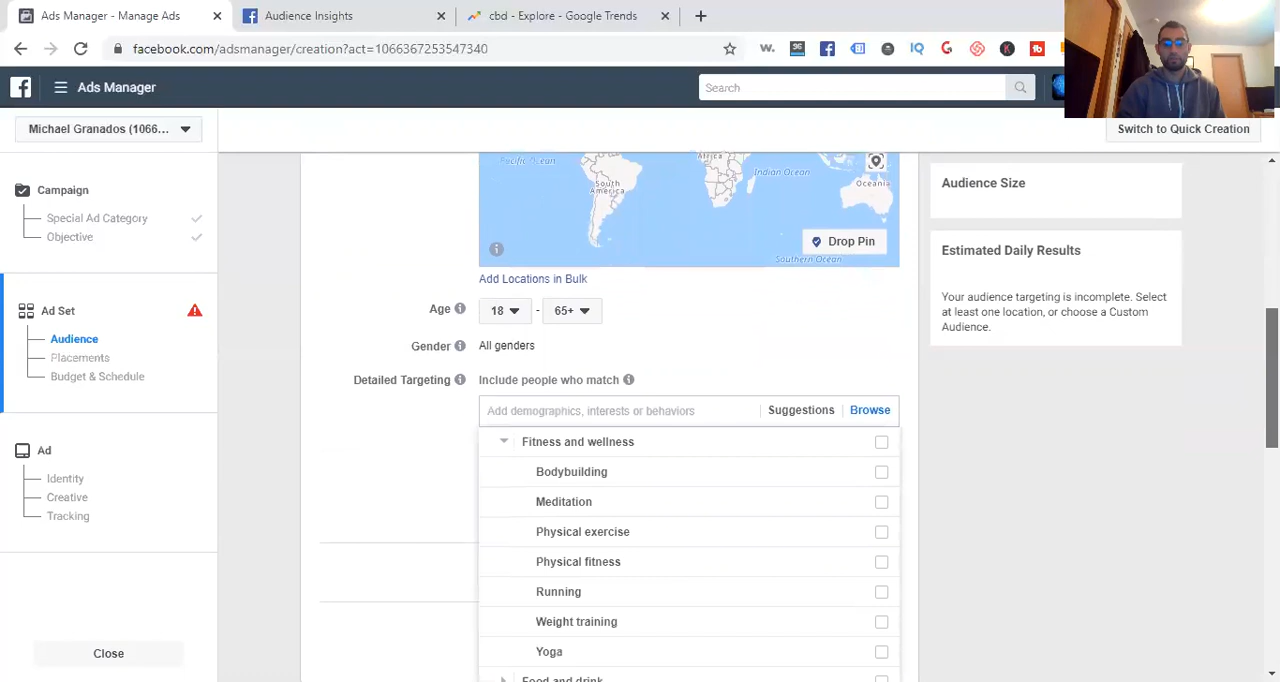 Ads Manager - Manage Ads
Audience Insights
cbd - Explore - Google Trends
facebook.com/adsmanager/creation?act=1066367253547340
Ads Manager
Search
Michael Granados (1066...
Switch to Quick Creation
Campaign
Special Ad Category
Objective
Ad Set
Audience
Placements
Budget & Schedule
Ad
Identity
Creative
Tracking
Close
Pacific Ocean
South
America
Africa
Indian Ocean
Oceania
Southern Ocean
Drop Pin
Add Locations in Bulk
Age
18 - 65+
Gender
All genders
Detailed Targeting
Include people who match
Add demographics, interests or behaviors
Suggestions
Browse
Fitness and wellness
Bodybuilding
Meditation
Physical exercise
Physical fitness
Running
Weight training
Yoga
Food and drink
Audience Size
Estimated Daily Results
Your audience targeting is incomplete. Select
at least one location, or choose a Custom
Audience.